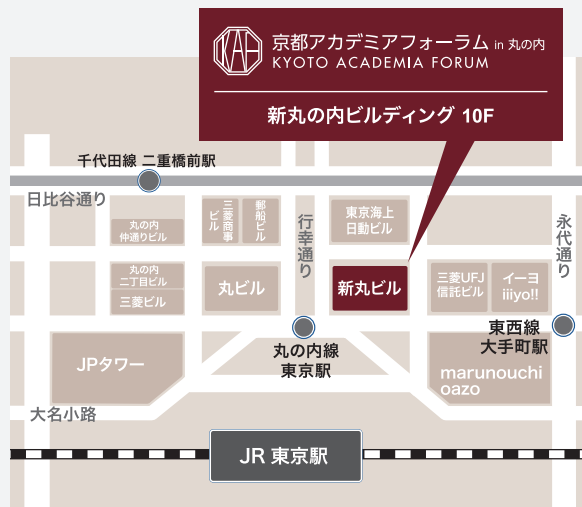 KAF
京都アカデミアフォーラム in 丸の内
KYOTO ACADEMIA FORUM
新丸の内ビルディング 10F
千代田線 二重橋前駅
日比谷通り
丸の内
仲通りビル
三菱商事
ビル
郵船ビル
行幸通り
東京海上
日動ビル
永代通り
丸の内
二丁目ビル
三菱ビル
丸ビル
新丸ビル
三菱UFJ
信託ビル
イーヨ
iiiyo!!
丸の内線
東京駅
東西線
大手町駅
JPタワー
marunouchi
oazo
大名小路
JR 東京駅